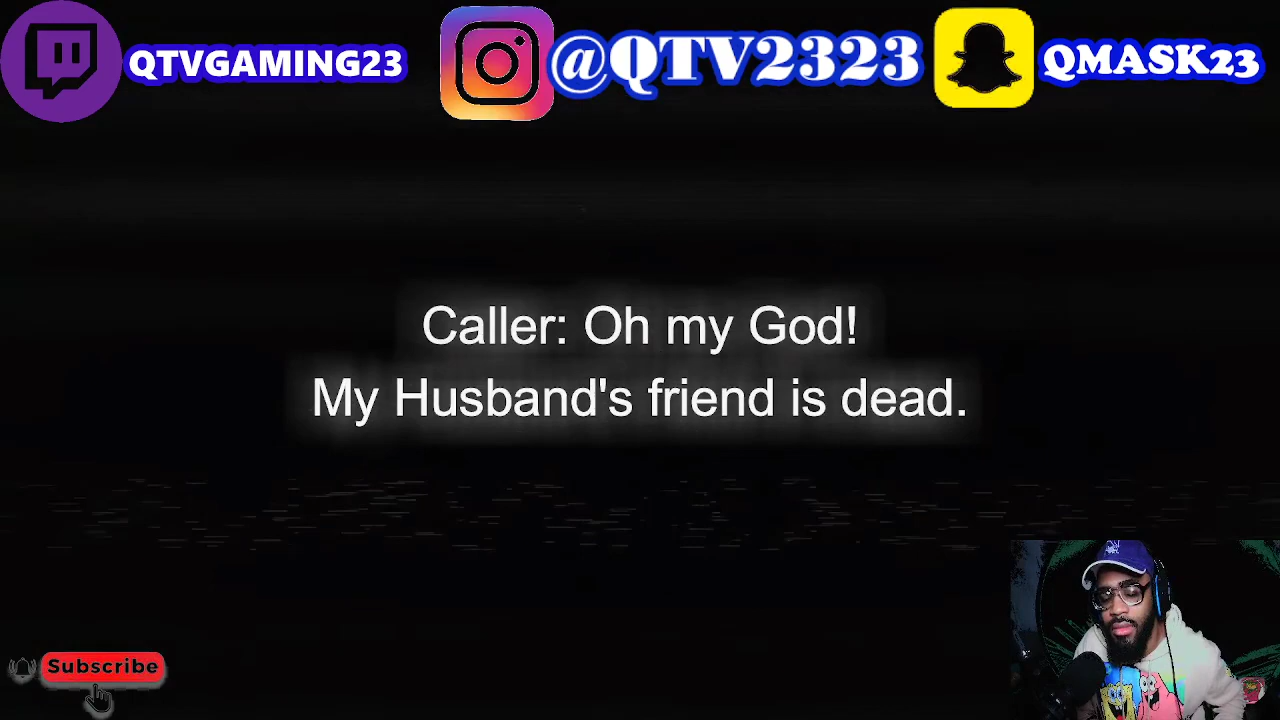 QTVGAMING23
@QTV2323
QMASK23
Caller: Oh my God!
My Husband's friend is dead.
Subscribe